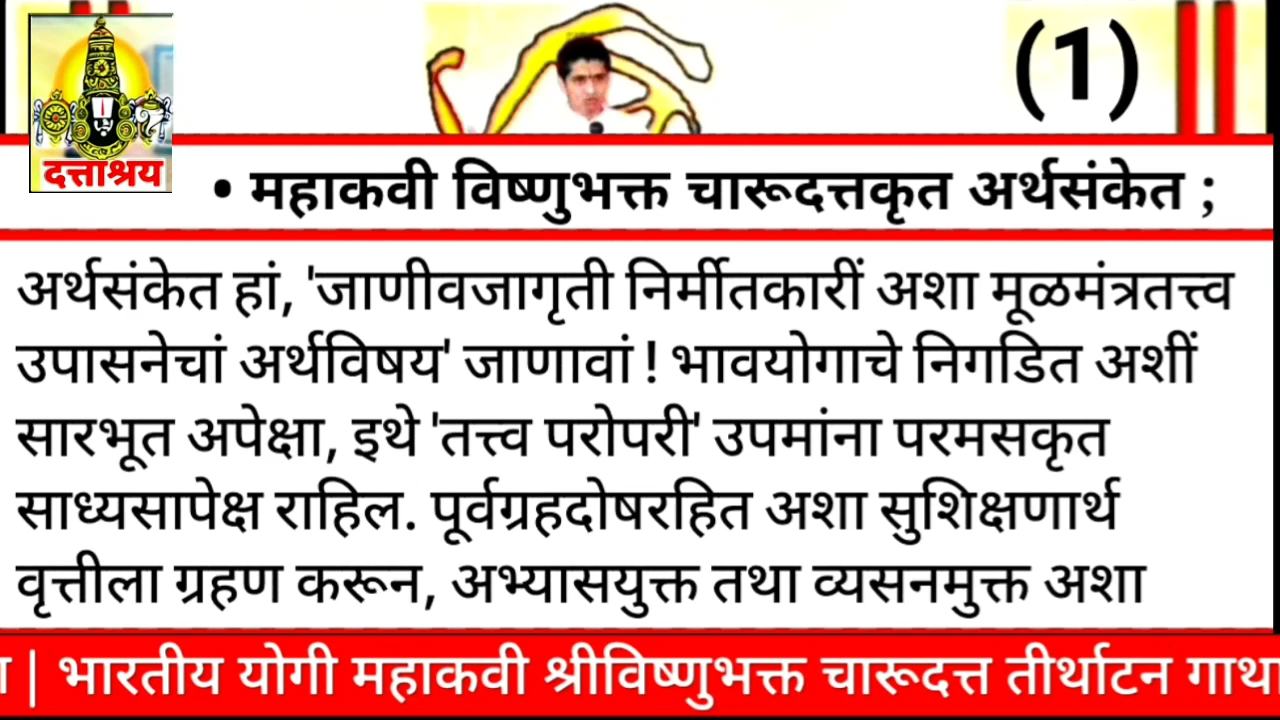 (1)
दत्ताश्रय
• महाकवी विष्णुभक्त चारूदत्तकृत अर्थसंकेत ;
अर्थसंकेत हां, 'जाणीवजागृती निर्मीतकारीं अशा मूळमंत्रतत्त्व
उपासनेचां अर्थविषय' जाणावां ! भावयोगाचे निगडित अशीं
सारभूत अपेक्षा, इथे 'तत्त्व परोपरी' उपमांना परमसकृत
साध्यसापेक्ष राहिल. पूर्वग्रहदोषरहित अशा सुशिक्षणार्थ
वृत्तीला ग्रहण करून, अभ्यासयुक्त तथा व्यसनमुक्त अशा
| भारतीय योगी महाकवी श्रीविष्णुभक्त चारूदत्त तीर्थाटन गाथा